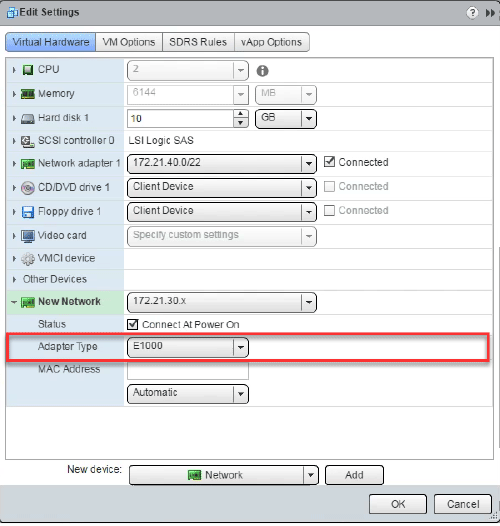 Edit Settings
Virtual Hardware VM Options SDRS Rules vApp Options
CPU 2
Memory 6144 MB
Hard disk 1 10 GB
SCSI controller 0 LSI Logic SAS
Network adapter 1 172.21.40.0/22 Connected
CD/DVD drive 1 Client Device Connected
Floppy drive 1 Client Device Connected
Video card Specify custom settings
VMCI device
Other Devices
New Network 172.21.30.x
Status Connect At Power On
Adapter Type E1000
MAC Address
Automatic
New device: Network Add
OK Cancel